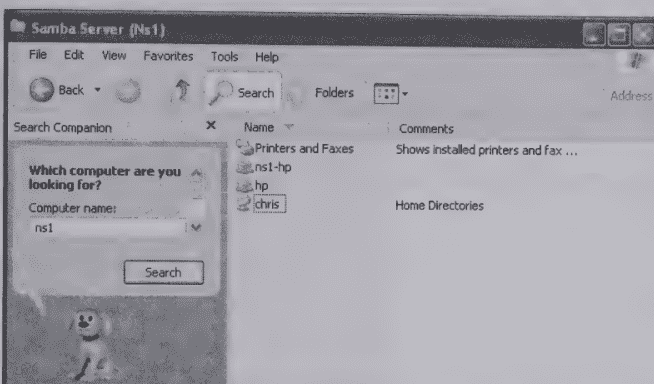 Samba Server (Ns1)
File Edit View Favorites Tools Help
Back Search Folders Address
Search Companion X Name Comments
Which computer are you looking for?
Computer name:
ns1
Search
Printers and Faxes Shows installed printers and fax ...
ns1-hp
hp
chris Home Directories